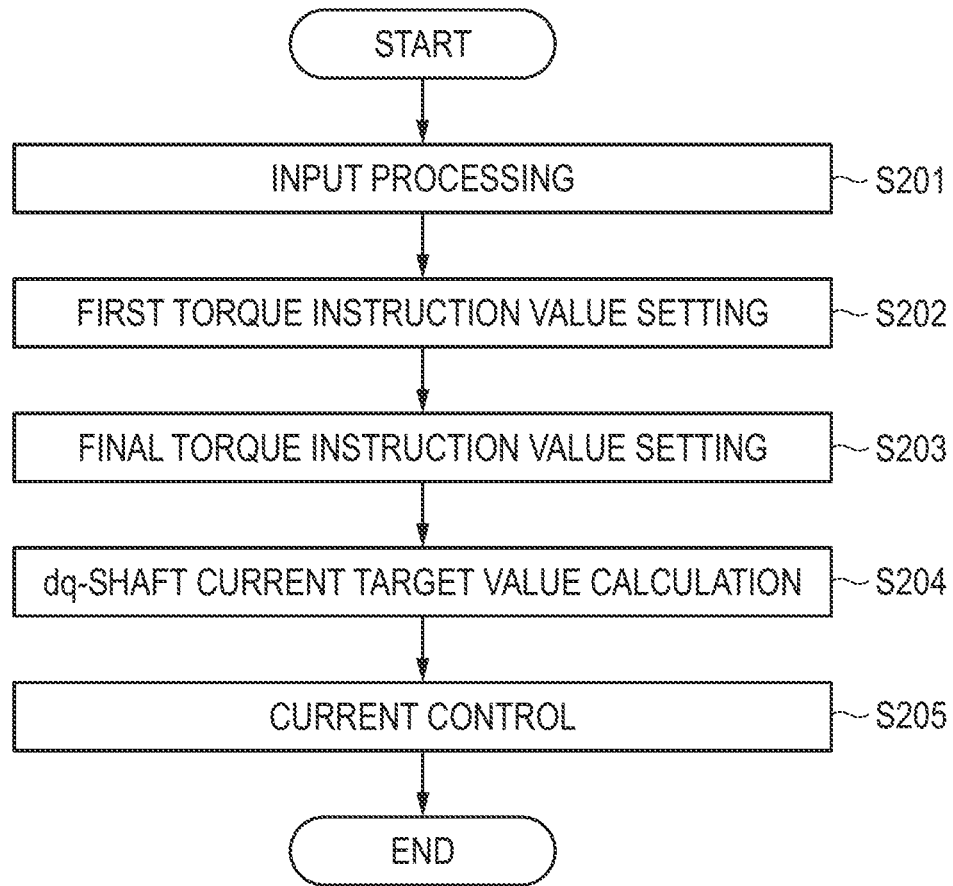 START
INPUT PROCESSING
S201
FIRST TORQUE INSTRUCTION VALUE SETTING
S202
FINAL TORQUE INSTRUCTION VALUE SETTING
S203
dq-SHAFT CURRENT TARGET VALUE CALCULATION
S204
CURRENT CONTROL
S205
END